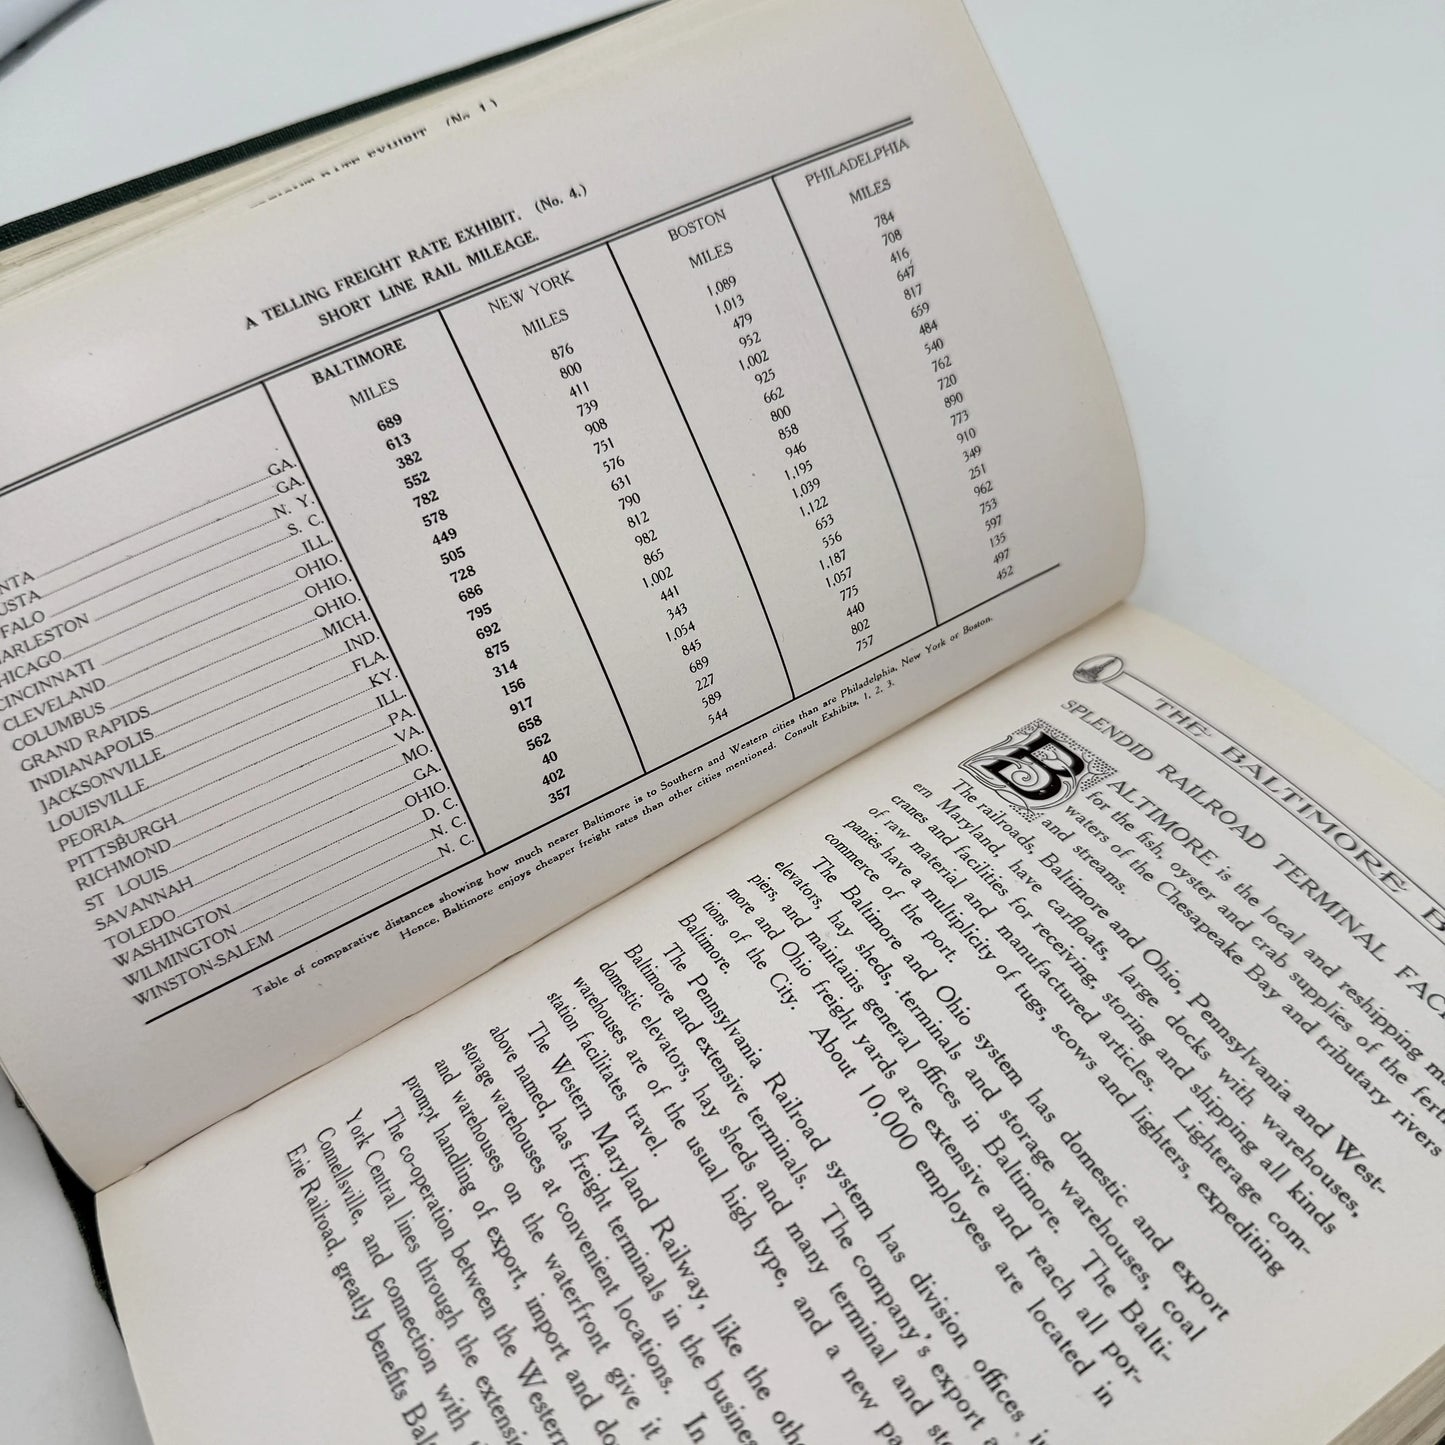 RATE EXHIBIT. (No. 1.)
A TELLING FREIGHT RATE EXHIBIT. (No. 4.)
SHORT LINE RAIL MILEAGE.
BALTIMORE NEW YORK BOSTON PHILADELPHIA
MILES MILES MILES MILES
GA. 689 876 1,089 784
GA. 613 800 1,013 708
FALO N. Y. 382 411 479 416
CHARLESTON S. C. 552 739 952 647
CHICAGO ILL. 782 908 1,002 817
CINCINNATI OHIO. 578 751 925 659
CLEVELAND OHIO. 449 576 662 484
COLUMBUS OHIO. 505 631 800 540
GRAND RAPIDS MICH. 728 790 858 762
INDIANAPOLIS IND. 686 812 946 720
JACKSONVILLE FLA. 795 982 1,195 890
LOUISVILLE KY. 692 865 1,039 773
PEORIA ILL. 875 1,002 1,122 910
PITTSBURGH PA. 314 441 653 349
RICHMOND VA. 156 343 556 251
ST LOUIS MO. 917 1,054 1,187 962
SAVANNAH GA. 658 845 1,057 753
TOLEDO OHIO. 562 689 775 597
WASHINGTON D. C. 40 227 440 135
WILMINGTON N. C. 402 589 802 497
WINSTON-SALEM N. C. 357 544 757 452
Table of comparative distances showing how much nearer Baltimore is to Southern and Western cities than are Philadelphia, New York or Boston.
Hence, Baltimore enjoys cheaper freight rates than other cities mentioned. Consult Exhibits, 1, 2, 3.
THE BALTIMORE B
SPLENDID RAILROAD TERMINAL FAC
BALTIMORE is the local and reshipping
for the fish, oyster and crab supplies of the
waters of the Chesapeake Bay and tributary rivers
and streams.
The railroads, Baltimore and Ohio, Pennsylvania and West-
ern Maryland, have carfloats, large docks with warehouses,
cranes and facilities for receiving, storing and shipping all kinds
of raw material and manufactured articles. Lighterage com-
panies have a multiplicity of tugs, scows and lighters, expediting
commerce of the port.
The Baltimore and Ohio system has domestic and export
elevators, hay sheds, terminals and storage warehouses, coal
piers, and maintains general offices in Baltimore. The Balti-
more and Ohio freight yards are extensive and reach all por-
tions of the City. About 10,000 employees are located in
Baltimore.
The Pennsylvania Railroad system has division offices
Baltimore and extensive terminals. The company's export
domestic elevators, hay sheds and many terminal and
warehouses are of the usual high type, and a new
station facilitates travel.
The Western Maryland Railway, like the
above named, has freight terminals in the
storage warehouses at convenient locations. In
and warehouses on the waterfront give it
prompt handling of export, import and
The co-operation between the
York Central lines through the
Connellsville, and connection with
Erie Railroad, greatly benefits